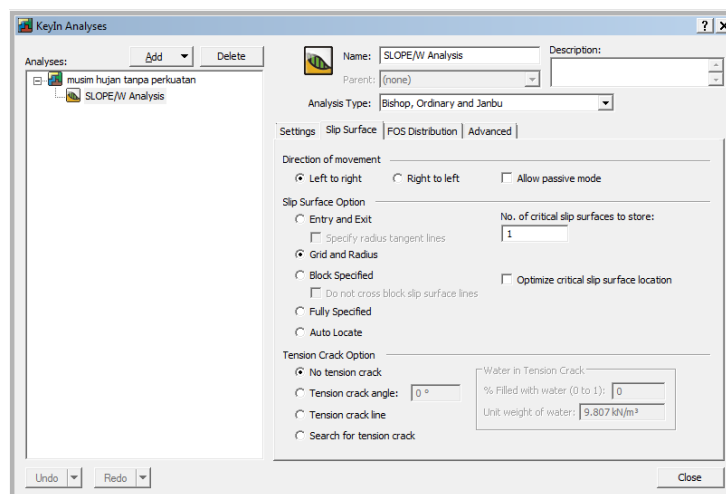 KeyIn Analyses
Analyses:
Add
Delete
musim hujan tanpa perkuatan
SLOPE/W Analysis
Name: SLOPE/W Analysis
Description:
Parent: (none)
Analysis Type: Bishop, Ordinary and Janbu
Settings Slip Surface FOS Distribution Advanced
Direction of movement
Left to right Right to left Allow passive mode
Slip Surface Option
Entry and Exit No. of critical slip surfaces to store:
Specify radius tangent lines 1
Grid and Radius
Block Specified Optimize critical slip surface location
Do not cross block slip surface lines
Fully Specified
Auto Locate
Tension Crack Option
No tension crack Water in Tension Crack
Tension crack angle: 0 ° % Filled with water (0 to 1): 0
Tension crack line Unit weight of water: 9.807 kN/m³
Search for tension crack
Undo Redo Close